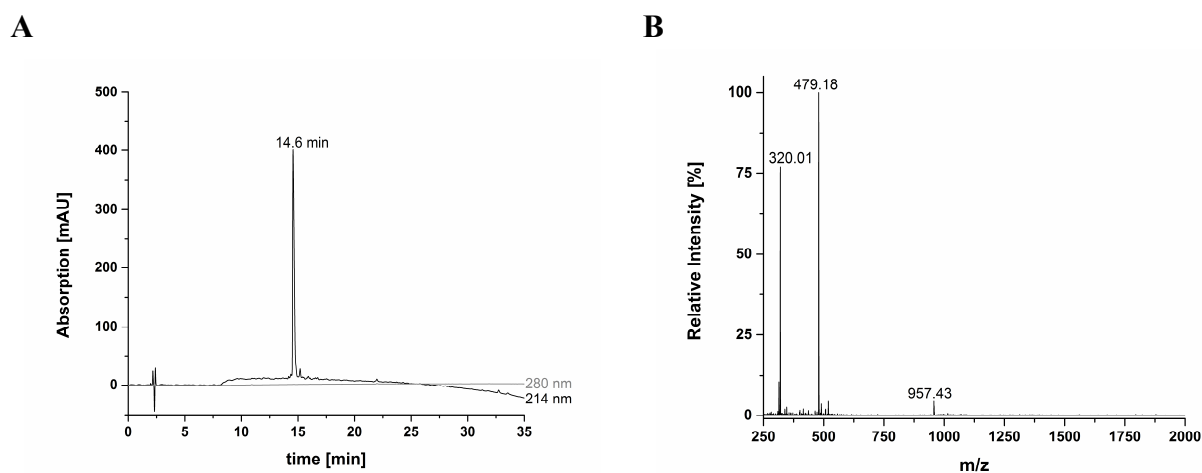 A
B
500
400
300
200
100
0
Absorption [mAU]
14.6 min
280 nm
214 nm
0 5 10 15 20 25 30 35
time [min]
100
75
50
25
0
Relative Intensity [%]
479.18
320.01
957.43
250 500 750 1000 1250 1500 1750 2000
m/z